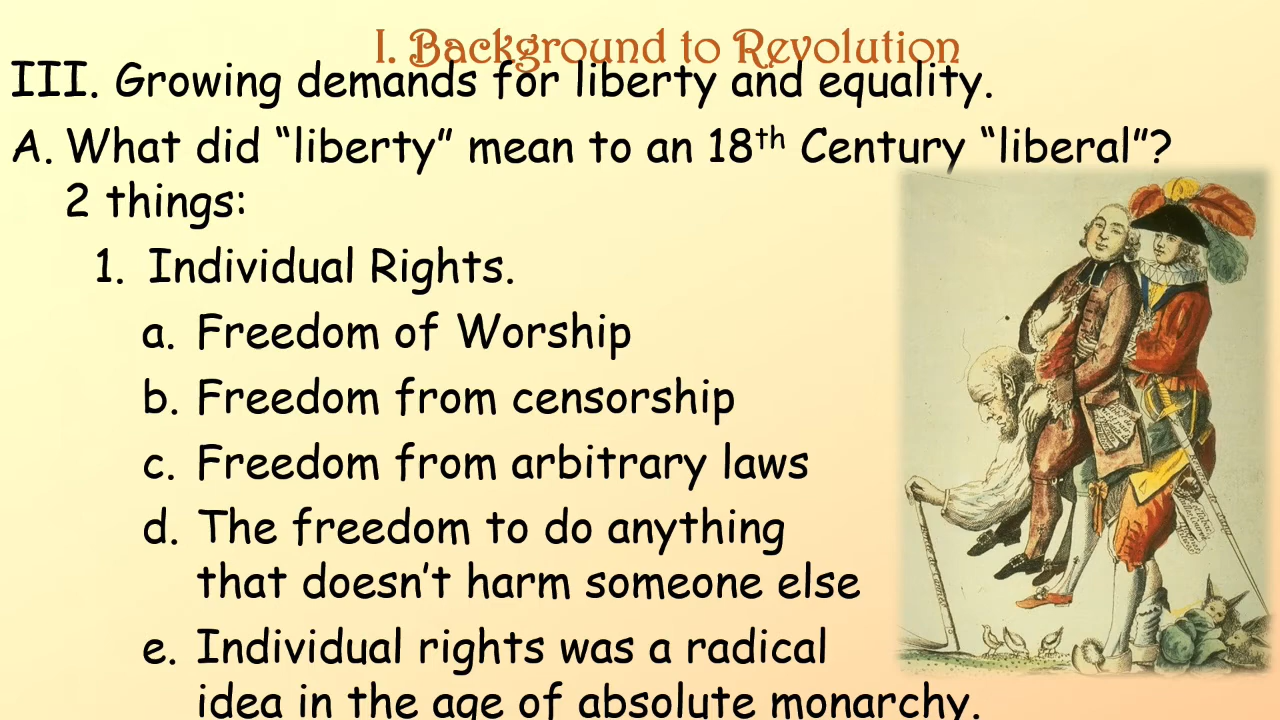 I. Background to Revolution
III. Growing demands for liberty and equality.
A. What did “liberty” mean to an 18th Century “liberal”?
2 things:
1. Individual Rights.
a. Freedom of Worship
b. Freedom from censorship
c. Freedom from arbitrary laws
d. The freedom to do anything
that doesn’t harm someone else
e. Individual rights was a radical
idea in the age of absolute monarchy.